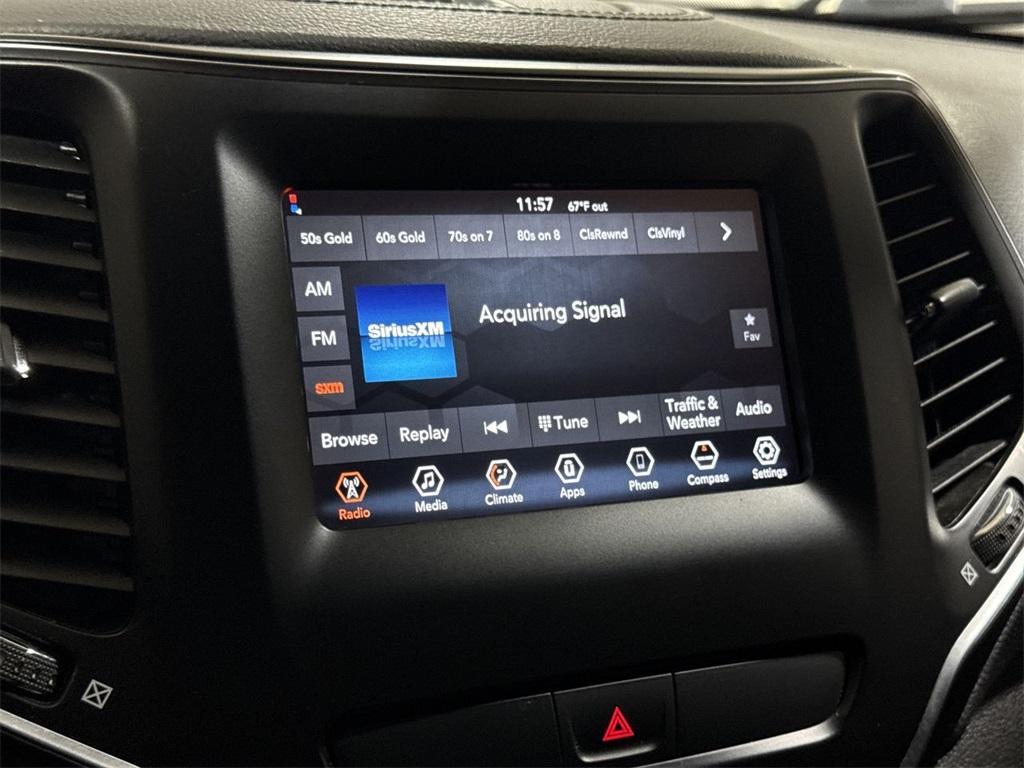 11:57 67°F out
50s Gold 60s Gold 70s on 7 80s on 8 ClsRewnd ClsVinyl
AM
FM
sxm
SiriusXM
Acquiring Signal
Fav
Browse Replay Tune Traffic & Weather Audio
Radio Media Climate Apps Phone Compass Settings